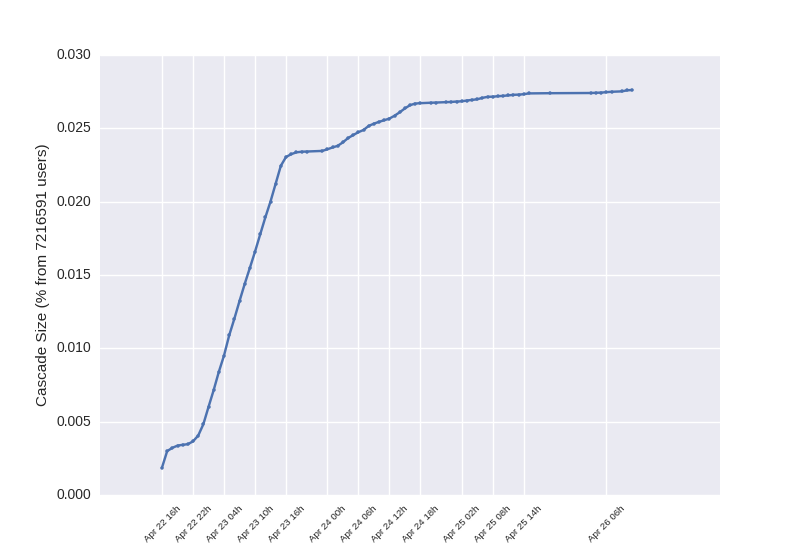 Cascade Size (% from 7216591 users)
0.030
0.025
0.020
0.015
0.010
0.005
0.000
Apr 22 16h
Apr 22 22h
Apr 23 04h
Apr 23 10h
Apr 23 16h
Apr 24 00h
Apr 24 06h
Apr 24 12h
Apr 24 18h
Apr 25 02h
Apr 25 08h
Apr 25 14h
Apr 26 06h